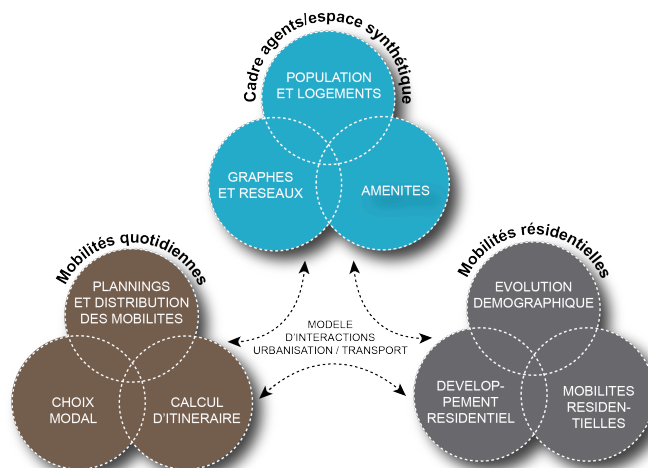 Cadre agents/espace synthétique
POPULATION
ET LOGEMENTS
GRAPHES
ET RESEAUX
AMENITES
Mobilités quotidiennes
PLANNINGS
ET DISTRIBUTION
DES MOBILITES
CHOIX
MODAL
CALCUL
D'ITINERAIRE
MODELE
D'INTERACTIONS
URBANISATION / TRANSPORT
Mobilités résidentielles
EVOLUTION
DEMOGRAPHIQUE
DEVELOP-
PEMENT
RESIDENTIEL
MOBILITES
RESIDEN-
TIELLES